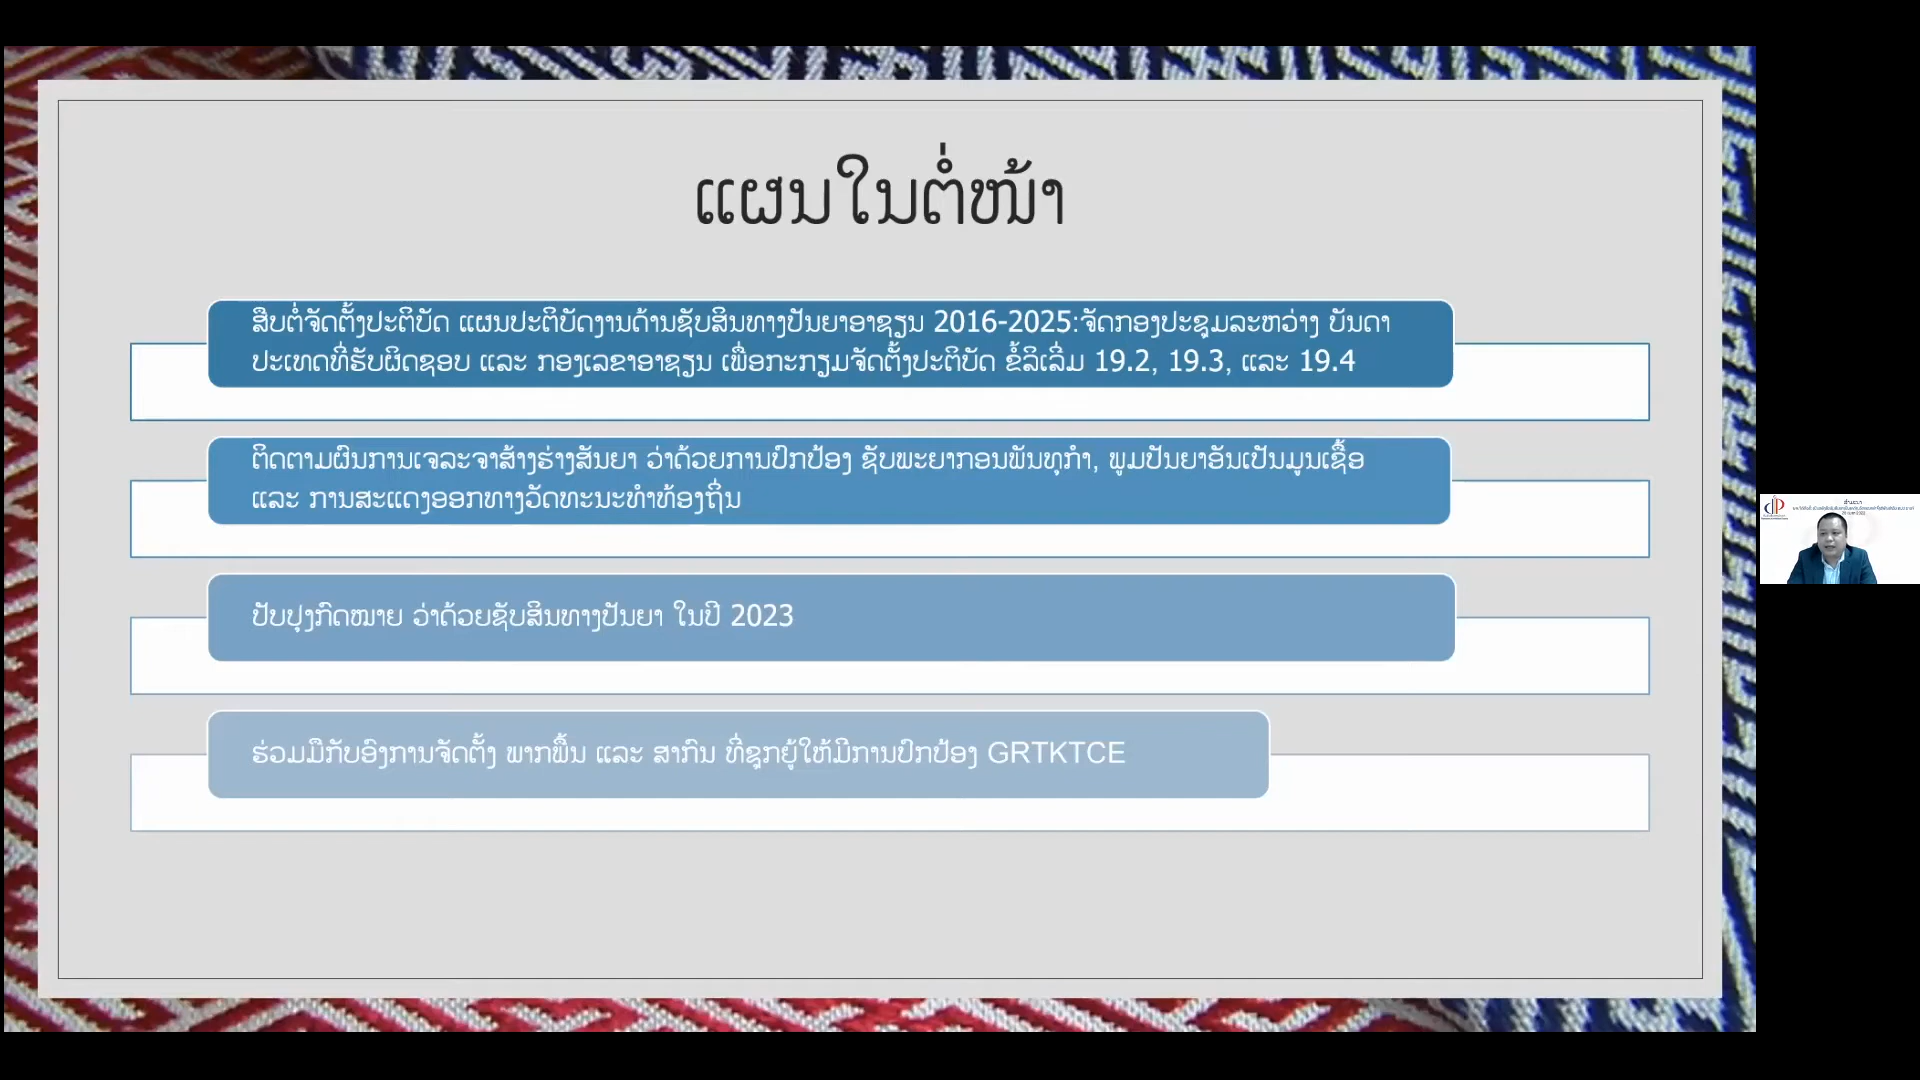 ແຜນໃນຕໍ່ໜ້າ
ສືບຕໍ່ຈັດຕັ້ງປະຕິບັດ ແຜນປະຕິບັດງານດ້ານຊັບສິນທາງປັນຍາອາຊຽນ 2016-2025:ຈັດກອງປະຊຸມລະຫວ່າງ ບັນດາ
ປະເທດທີ່ຮັບຜິດຊອບ ແລະ ກອງເລຂາອາຊຽນ ເພື່ອກະກຽມຈັດຕັ້ງປະຕິບັດ ຂໍ້ລິເລີ່ມ 19.2, 19.3, ແລະ 19.4
ຕິດຕາມຜົນການເຈລະຈາສ້າງຮ່າງສັນຍາ ວ່າດ້ວຍການປົກປ້ອງ ຊັບພະຍາກອນພັນທຸກຳ, ພູມປັນຍາອັນເປັນມູນເຊື້ອ
ແລະ ການສະແດງອອກທາງວັດທະນະທຳທ້ອງຖິ່ນ
ປັບປຸງກົດໝາຍ ວ່າດ້ວຍຊັບສິນທາງປັນຍາ ໃນປີ 2023
ຮ່ວມມືກັບອົງການຈັດຕັ້ງ ພາກພື້ນ ແລະ ສາກົນ ທີ່ຊຸກຍູ້ໃຫ້ມີການປົກປ້ອງ GRTKTCE